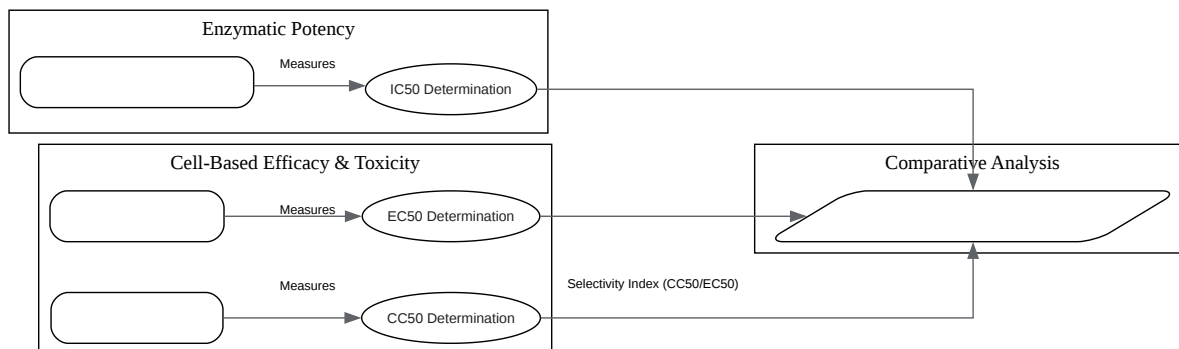 Enzymatic Potency
Measures
IC50 Determination
Cell-Based Efficacy & Toxicity
Comparative Analysis
Measures
EC50 Determination
Measures
Selectivity Index (CC50/EC50)
CC50 Determination